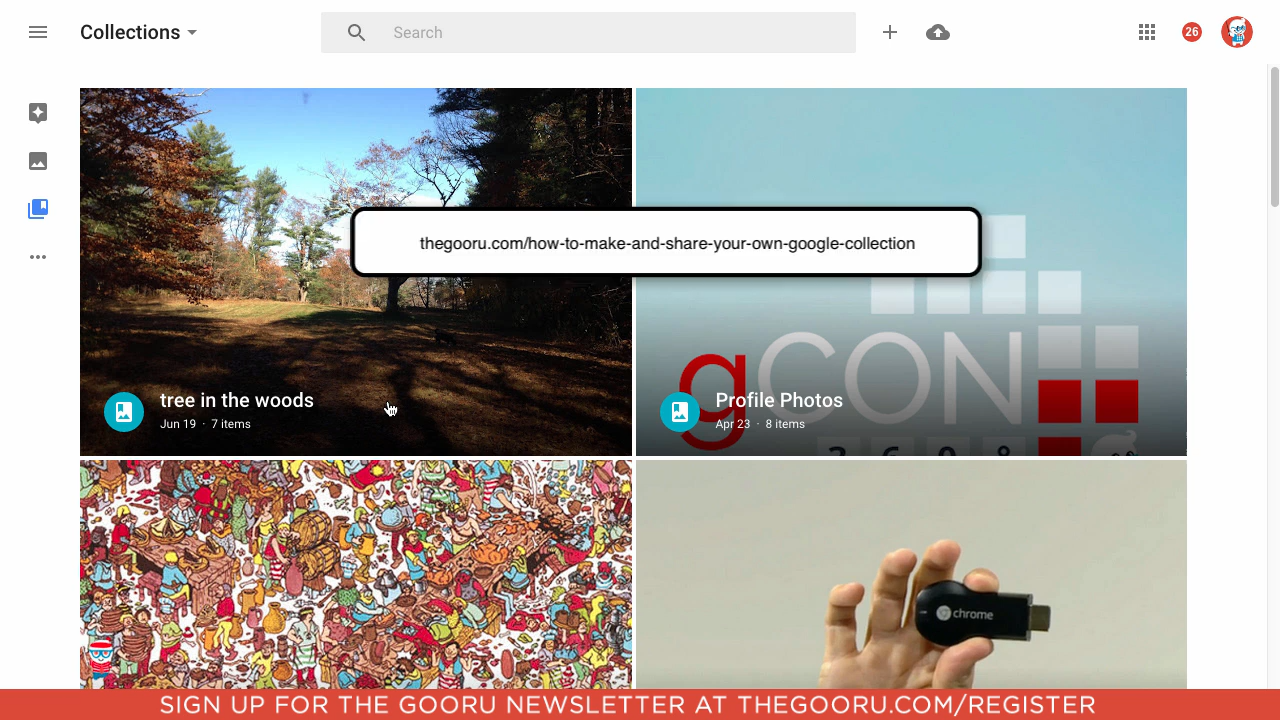 Collections
Search
26
thegooru.com/how-to-make-and-share-your-own-google-collection
gCON
360°
tree in the woods
Jun 19 · 7 items
Profile Photos
Apr 23 · 8 items
chrome
SIGN UP FOR THE GOORU NEWSLETTER AT THEGOORU.COM/REGISTER